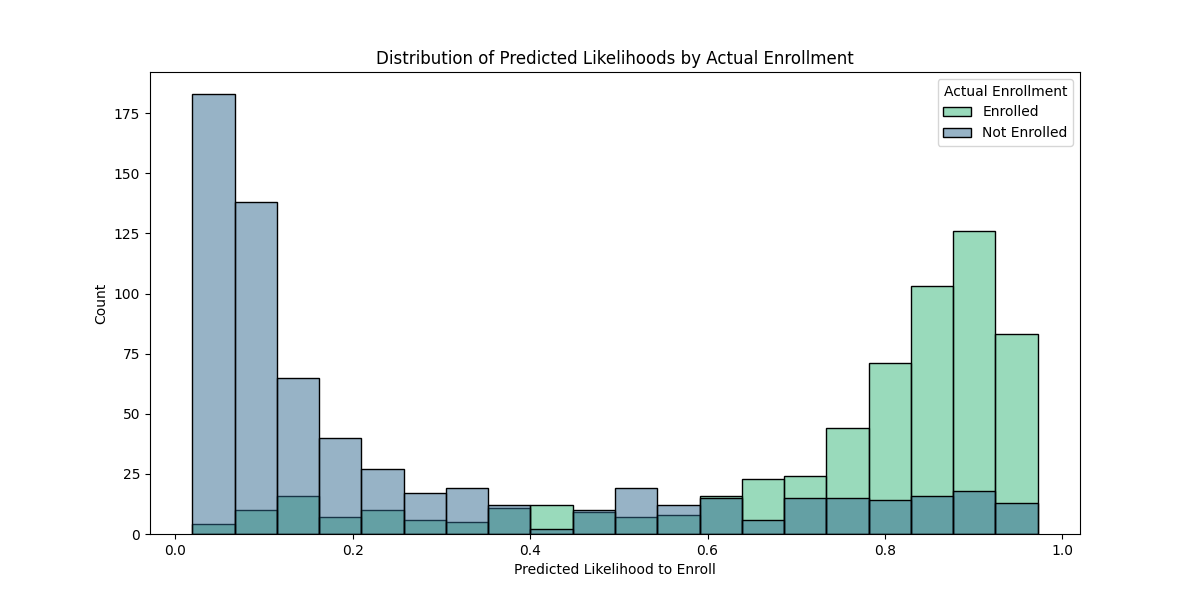 Distribution of Predicted Likelihoods by Actual Enrollment
Actual Enrollment
Enrolled
Not Enrolled
Count
175
150
125
100
75
50
25
0
0.0 0.2 0.4 0.6 0.8 1.0
Predicted Likelihood to Enroll